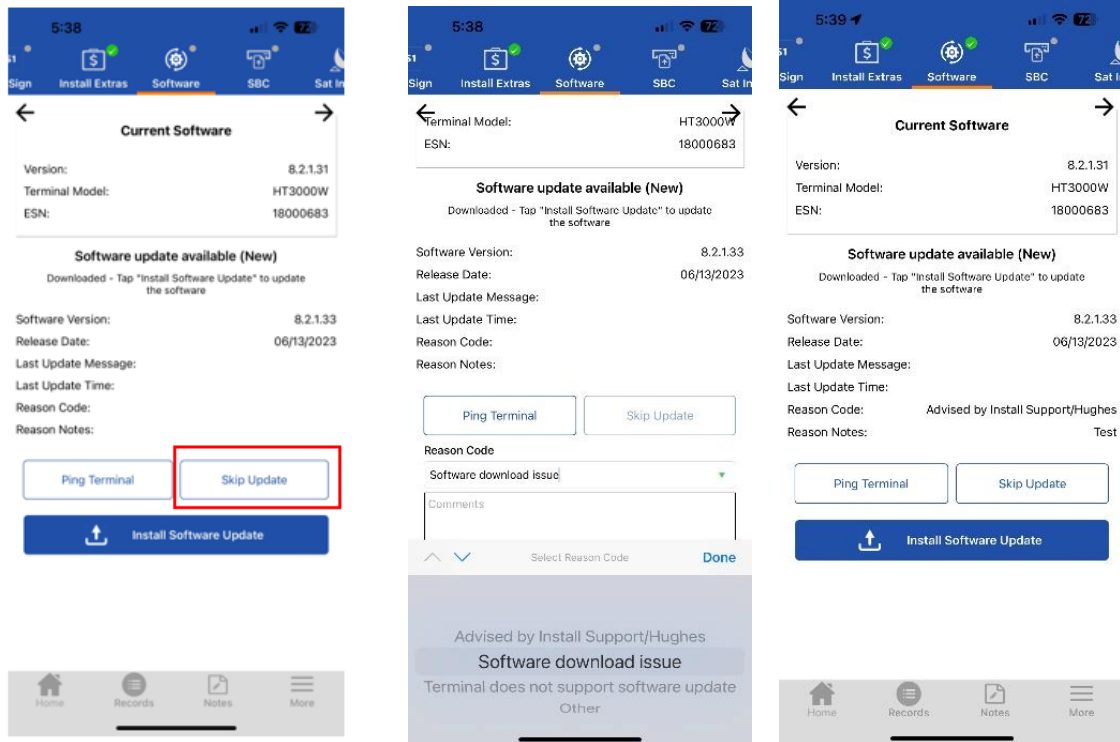 5:38
72
51
Sign
Install Extras
Software
SBC
Sat In
Current Software
Version: 8.2.1.31
Terminal Model: HT3000W
ESN: 18000683
Software update available (New)
Downloaded - Tap "Install Software Update" to update
the software
Software Version: 8.2.1.33
Release Date: 06/13/2023
Last Update Message:
Last Update Time:
Reason Code:
Reason Notes:
Ping Terminal
Skip Update
Install Software Update
Home
Records
Notes
More
5:38
72
51
Sign
Install Extras
Software
SBC
Sat In
Terminal Model: HT3000W
ESN: 18000683
Software update available (New)
Downloaded - Tap "Install Software Update" to update
the software
Software Version: 8.2.1.33
Release Date: 06/13/2023
Last Update Message:
Last Update Time:
Reason Code:
Reason Notes:
Ping Terminal
Skip Update
Reason Code
Software download issue
Comments
Select Reason Code
Done
Advised by Install Support/Hughes
Software download issue
Terminal does not support software update
Other
5:39
72
51
Sign
Install Extras
Software
SBC
Sat I
Current Software
Version: 8.2.1.31
Terminal Model: HT3000W
ESN: 18000683
Software update available (New)
Downloaded - Tap "Install Software Update" to update
the software
Software Version: 8.2.1.33
Release Date: 06/13/2023
Last Update Message:
Last Update Time:
Reason Code: Advised by Install Support/Hughes
Reason Notes: Test
Ping Terminal
Skip Update
Install Software Update
Home
Records
Notes
More